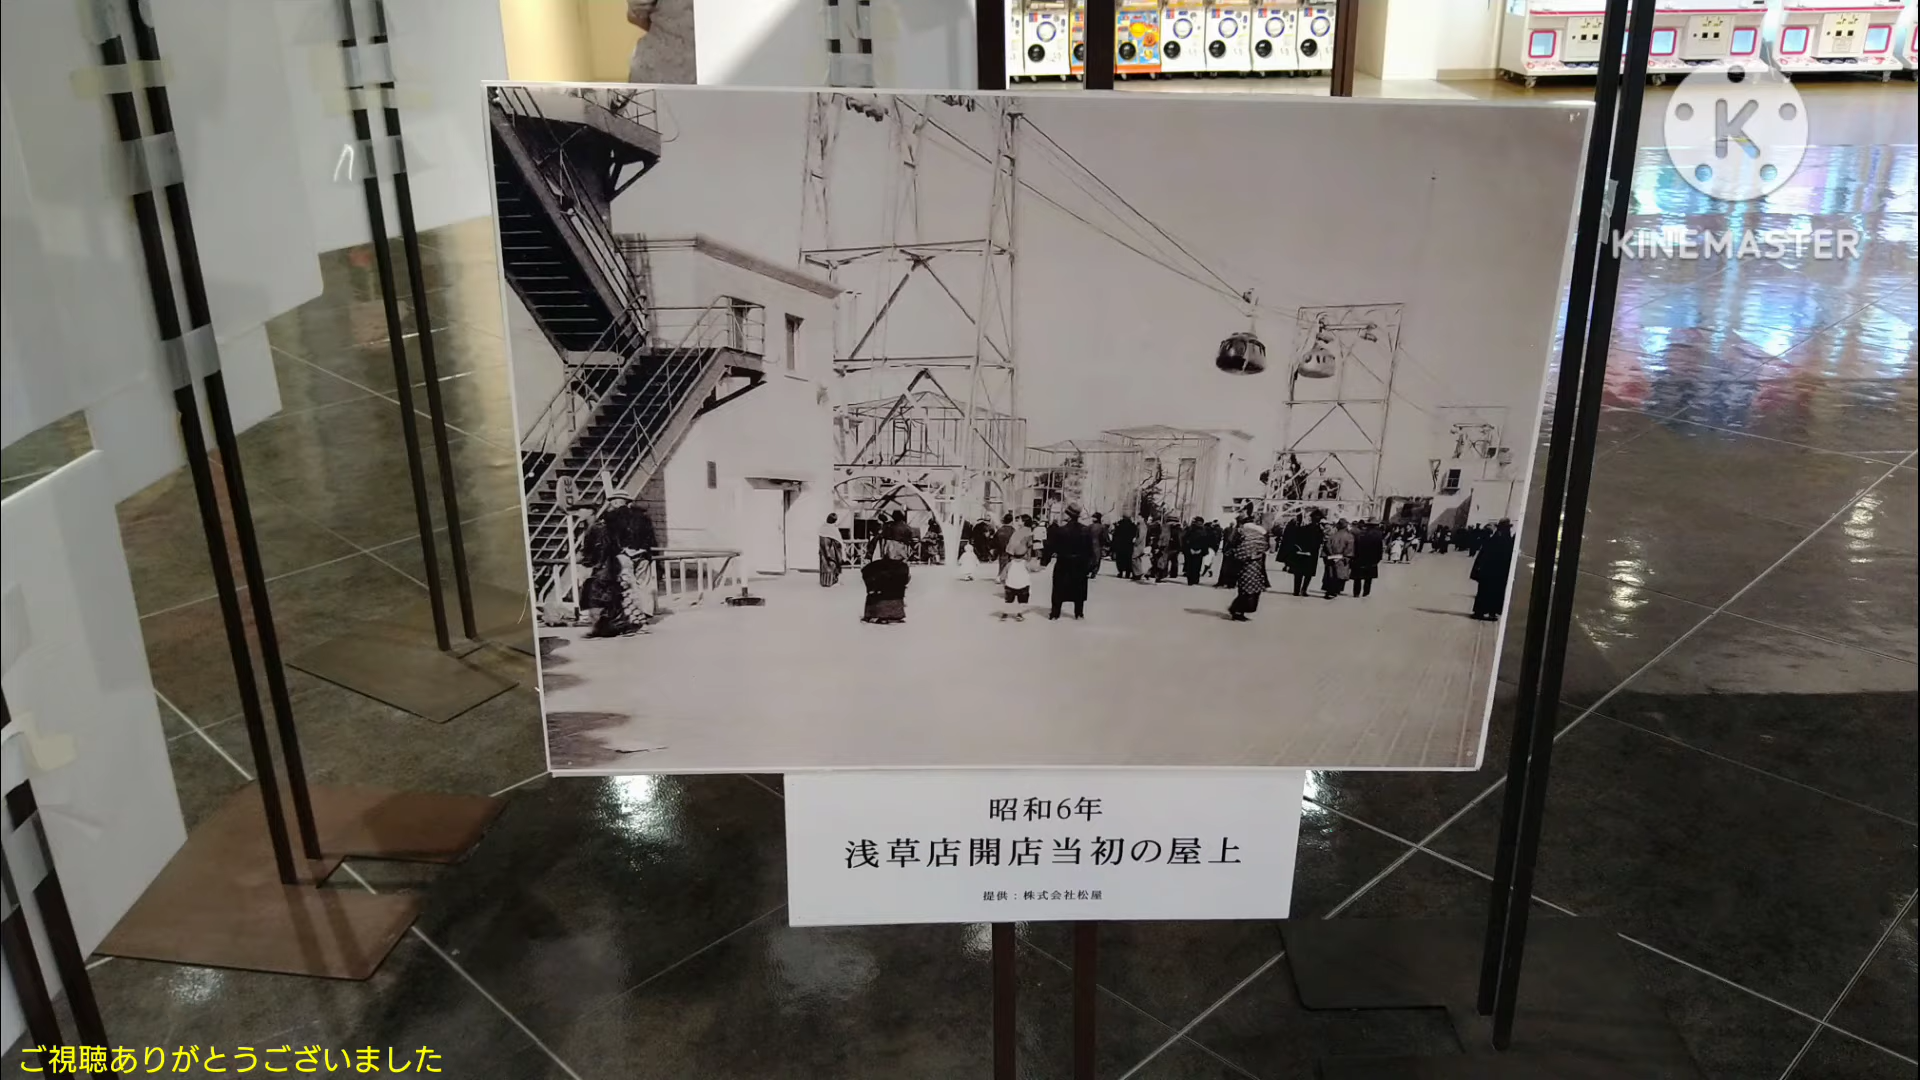 K
KINEMASTER
昭和6年
浅草店開店当初の屋上
提供：株式会社松屋
ご視聴ありがとうございました